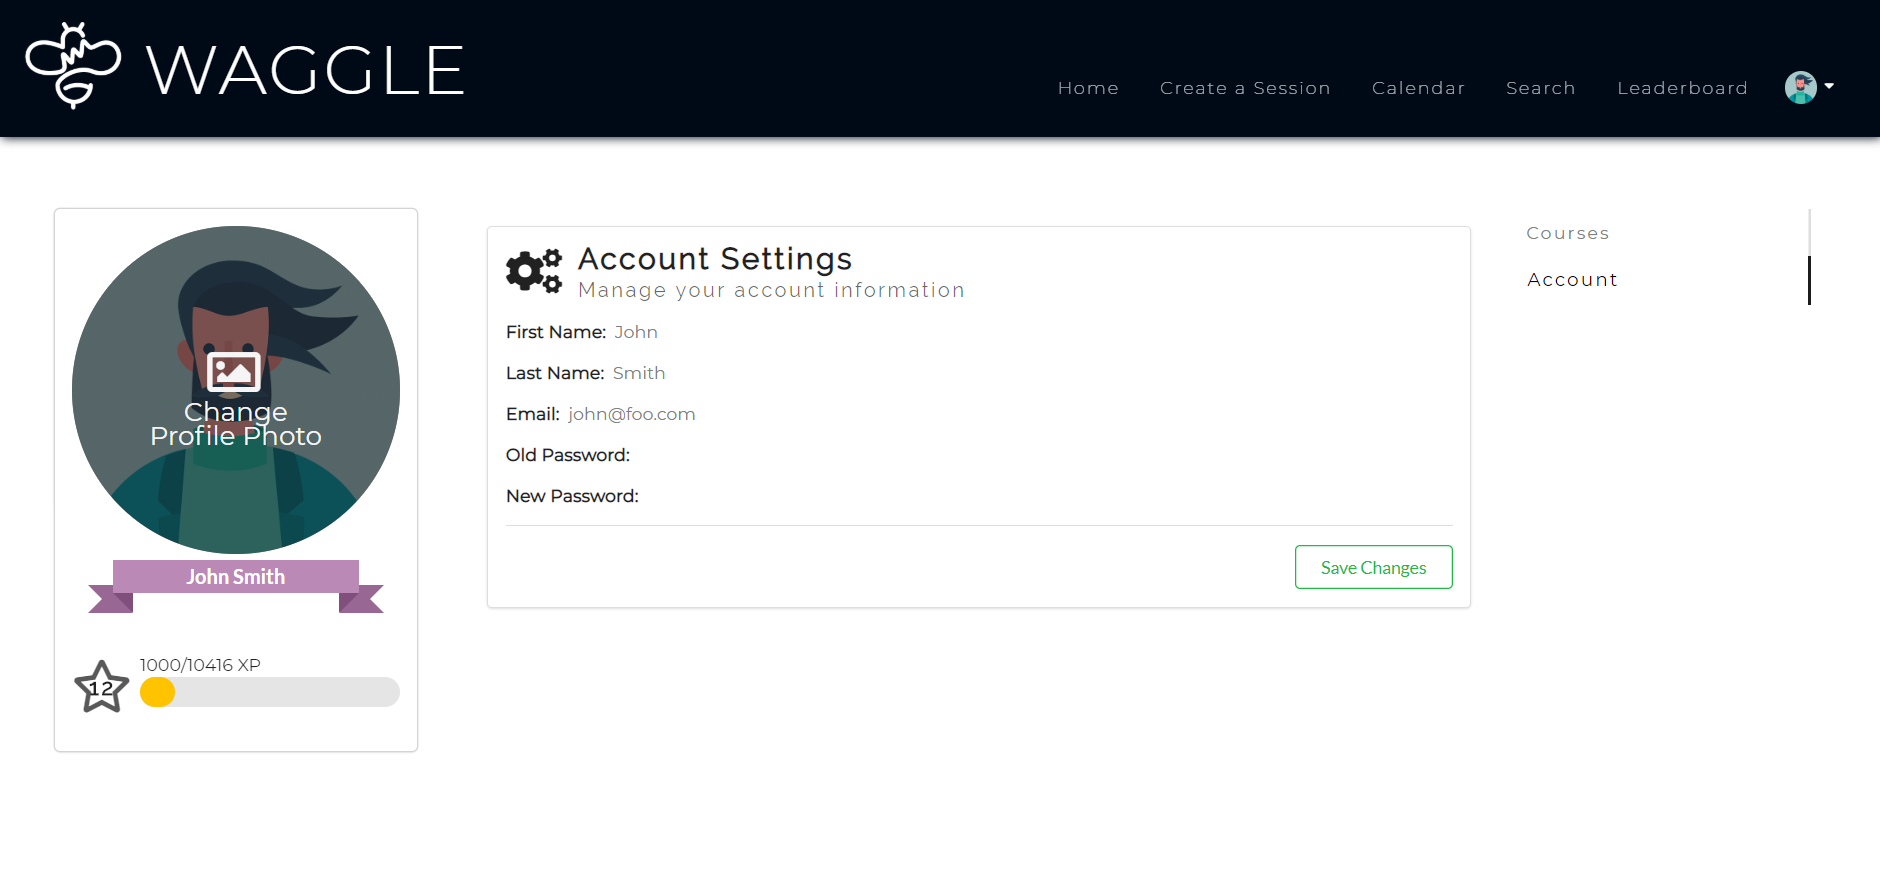 WAGGLE
Home Create a Session Calendar Search Leaderboard
Change
Profile Photo
John Smith
1000/10416 XP
12
Account Settings
Manage your account information
First Name: John
Last Name: Smith
Email: john@foo.com
Old Password:
New Password:
Save Changes
Courses
Account